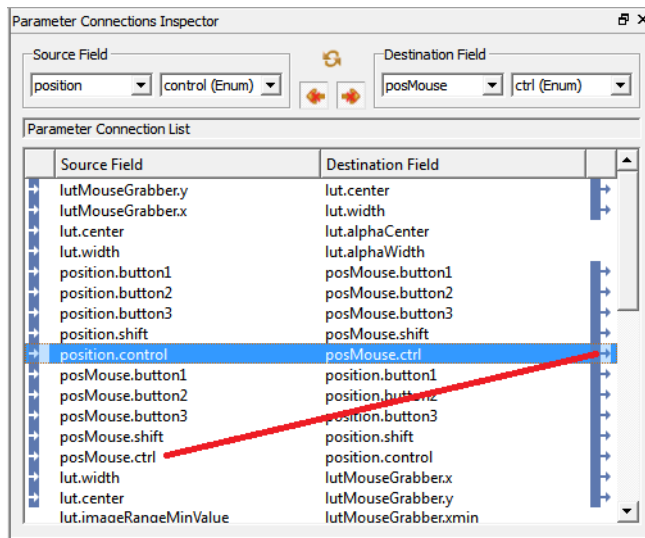 Parameter Connections Inspector
Source Field
Destination Field
position control (Enum) posMouse ctrl (Enum)
Parameter Connection List
Source Field Destination Field
lutMouseGrabber.y lut.center
lutMouseGrabber.x lut.width
lut.center lut.alphaCenter
lut.width lut.alphaWidth
position.button1 posMouse.button1
position.button2 posMouse.button2
position.button3 posMouse.button3
position.shift posMouse.shift
position.control posMouse.ctrl
posMouse.button1 position.button1
posMouse.button2 position.button2
posMouse.button3 position.button3
posMouse.shift position.shift
posMouse.ctrl position.control
lut.width lutMouseGrabber.x
lut.center lutMouseGrabber.y
lut.imageRangeMinValue lutMouseGrabber.xmin